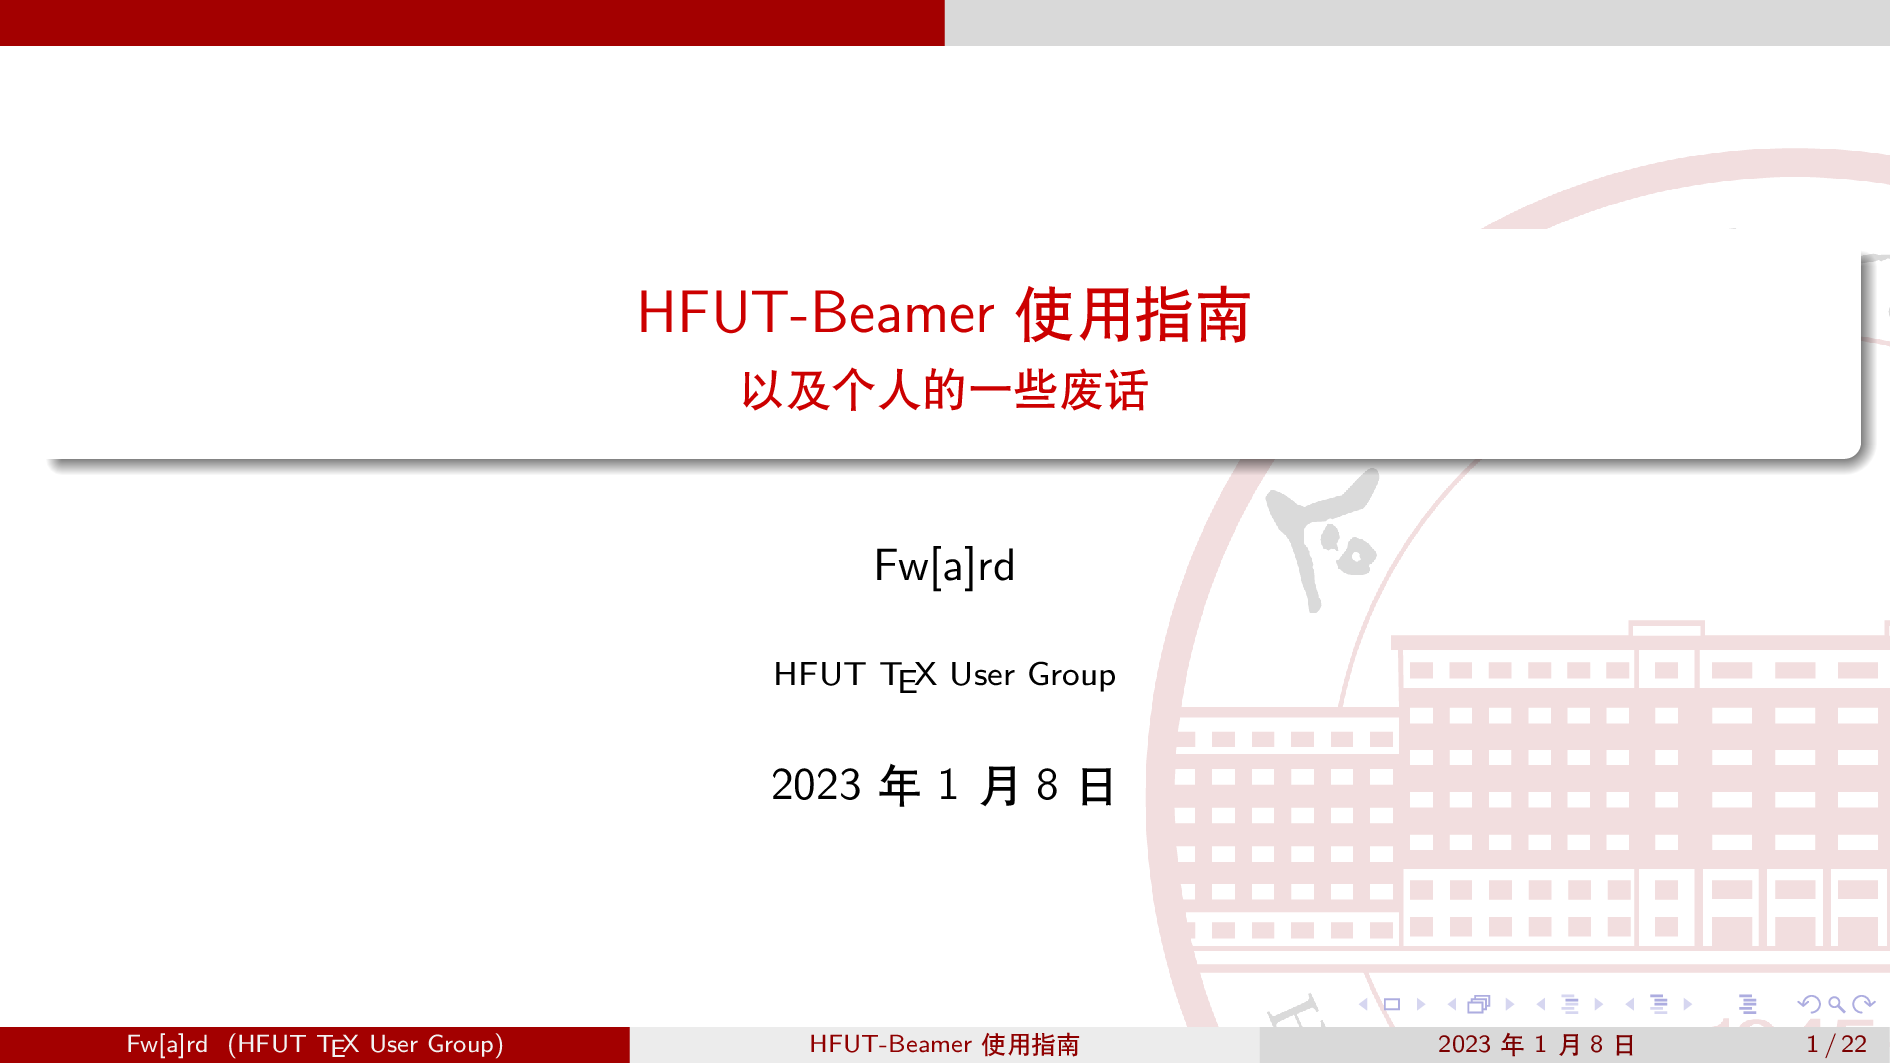 HFUT-Beamer 使用指南
以及个人的一些废话
Fw[a]rd
HFUT TEX User Group
2023 年 1 月 8 日
Fw[a]rd (HFUT TEX User Group)
HFUT-Beamer 使用指南
2023 年 1 月 8 日
1 / 22